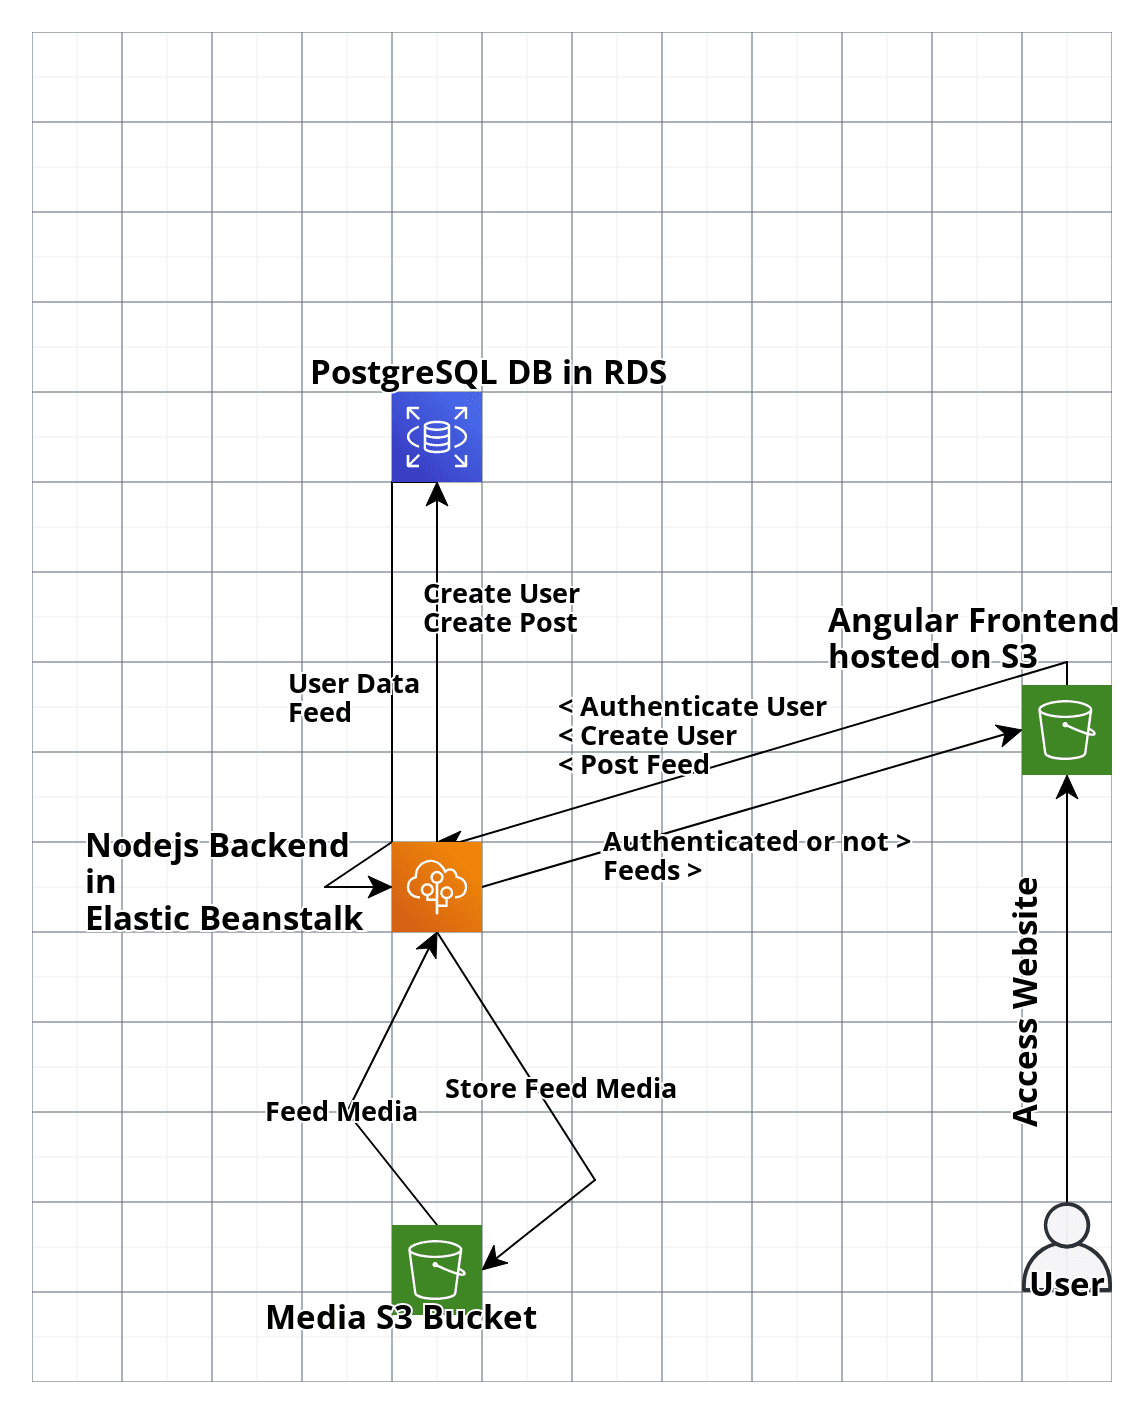 PostgreSQL DB in RDS
Create User
Create Post
Angular Frontend
hosted on S3
User Data
Feed
< Authenticate User
< Create User
< Post Feed
Nodejs Backend
in
Elastic Beanstalk
Authenticated or not >
Feeds >
Access Website
Store Feed Media
Feed Media
User
Media S3 Bucket